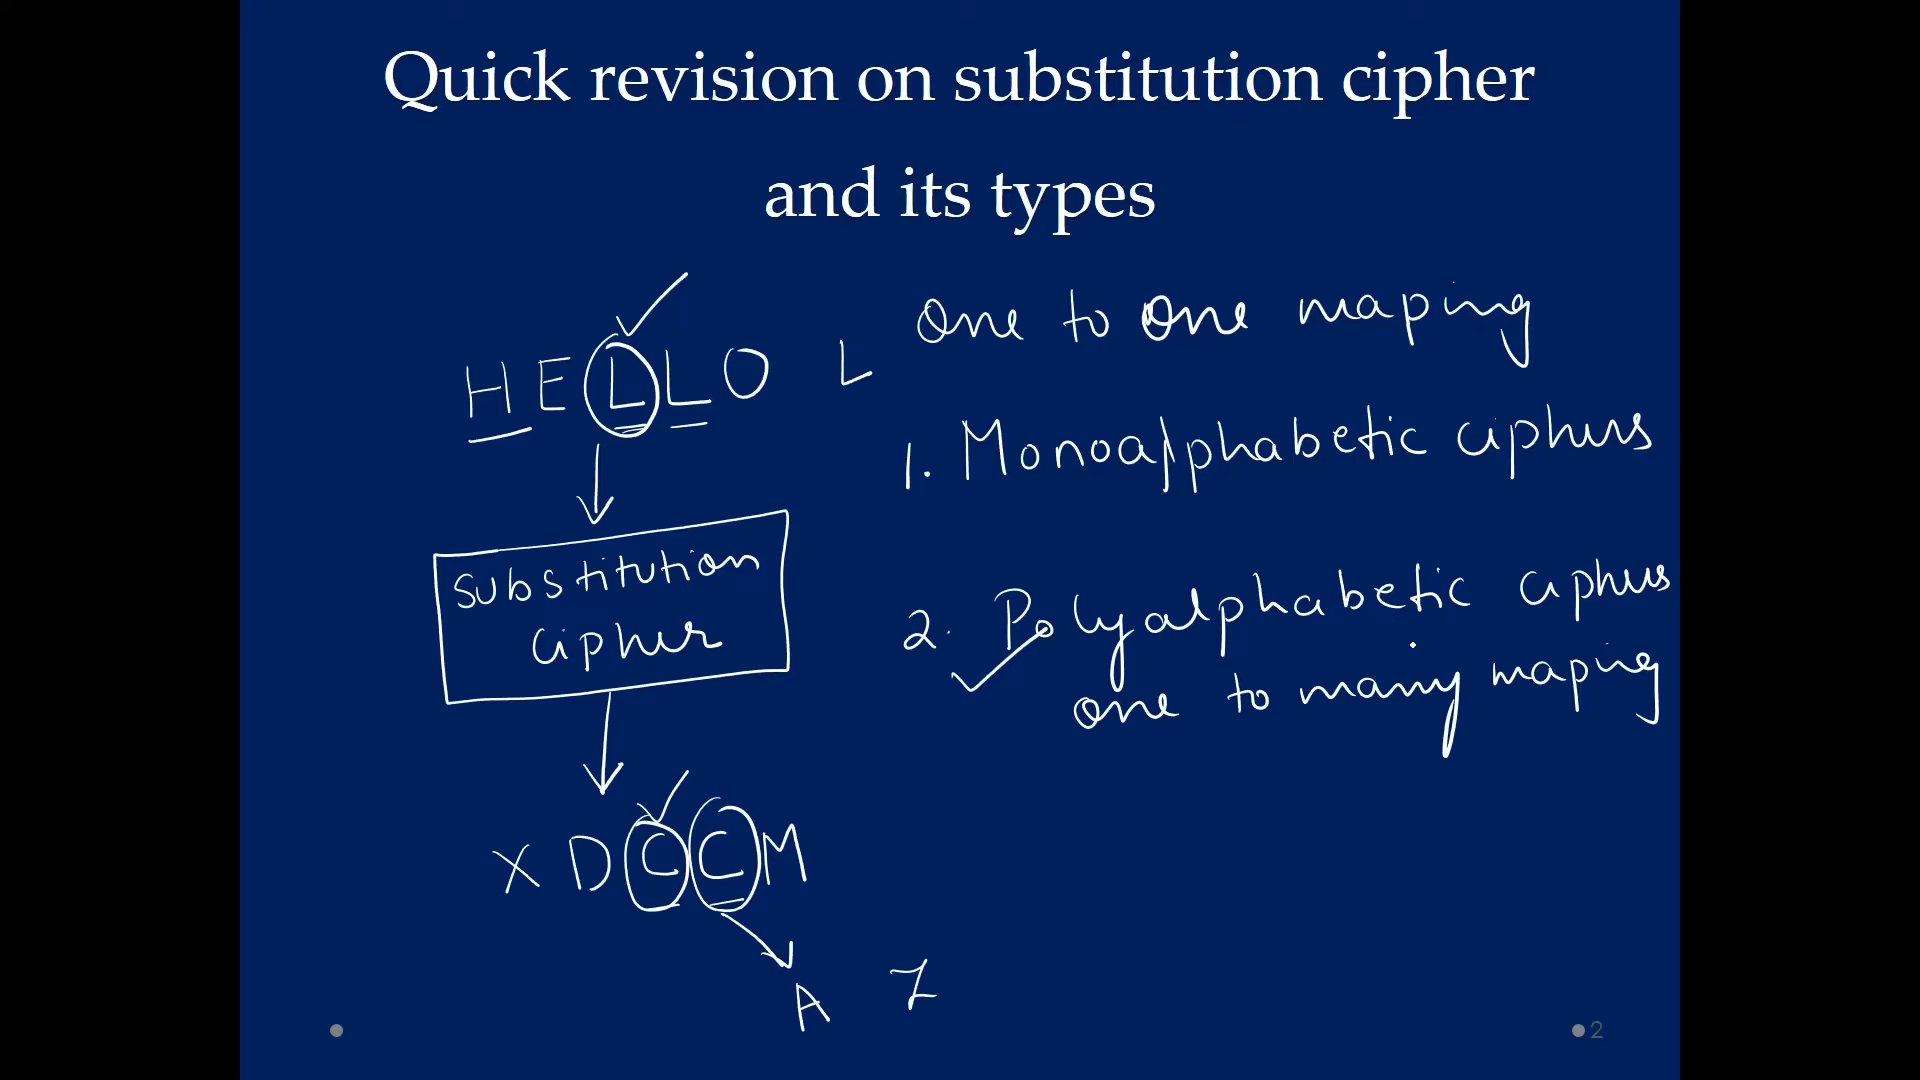 Quick revision on substitution cipher
and its types
one to one maping
HELLO L
1. Monoalphabetic ciphers
substitution
cipher
2. Polyalphabetic ciphers
one to many maping
XDCCM
A Z
2